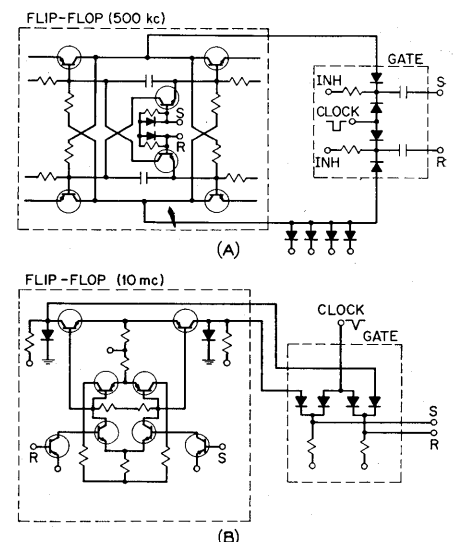 FLIP-FLOP (500 kc)
GATE
INH
S
S
CLOCK
R
INH
R
(A)
FLIP-FLOP (10 mc)
CLOCK
GATE
S
R
R
S
(B)